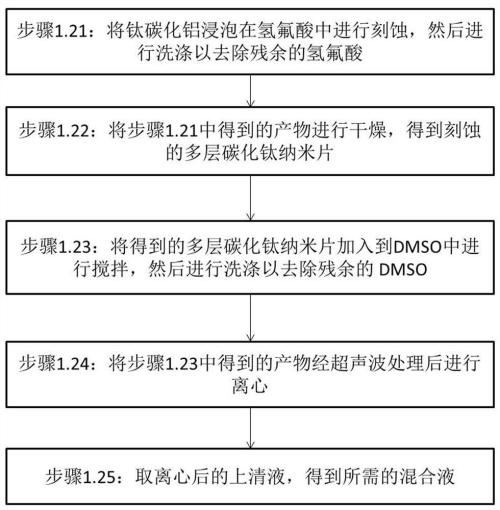 步骤1.21：将钛碳化铝浸泡在氢氟酸中进行刻蚀，然后进
行洗涤以去除残余的氢氟酸
步骤1.22：将步骤1.21中得到的产物进行干燥，得到刻蚀
的多层碳化钛纳米片
步骤1.23：将得到的多层碳化钛纳米片加入到DMSO中进
行搅拌，然后进行洗涤以去除残余的 DMSO
步骤1.24：将步骤1.23中得到的产物经超声波处理后进行
离心
步骤1.25：取离心后的上清液，得到所需的混合液